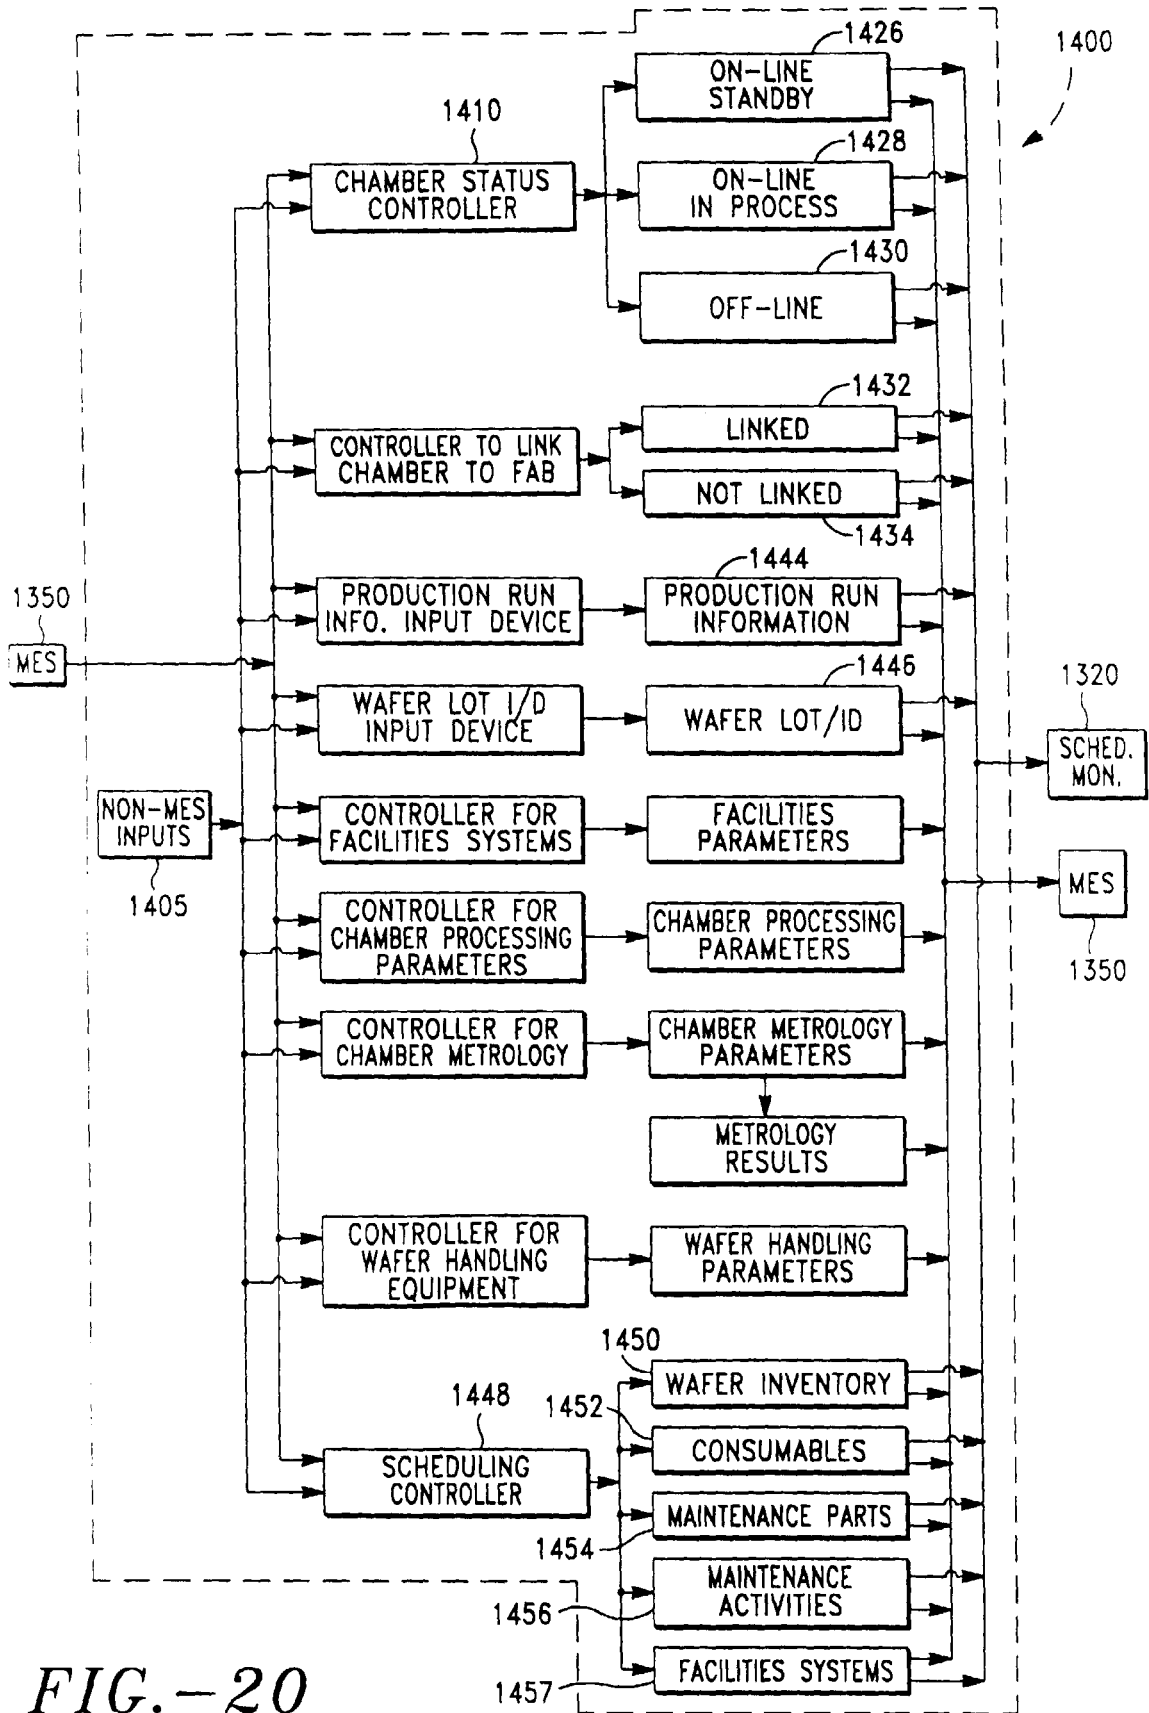 1426
1400
ON-LINE
STANDBY
1410
1428
CHAMBER STATUS
CONTROLLER
ON-LINE
IN PROCESS
1430
OFF-LINE
1432
LINKED
CONTROLLER TO LINK
CHAMBER TO FAB
NOT LINKED
1434
1444
1350
MES
PRODUCTION RUN
INFO. INPUT DEVICE
PRODUCTION RUN
INFORMATION
1446
WAFER LOT I/D
INPUT DEVICE
WAFER LOT/ID
1320
SCHED.
MON.
NON-MES
INPUTS
1405
CONTROLLER FOR
FACILITIES SYSTEMS
FACILITIES
PARAMETERS
MES
1350
CONTROLLER FOR
CHAMBER PROCESSING
PARAMETERS
CHAMBER PROCESSING
PARAMETERS
CONTROLLER FOR
CHAMBER METROLOGY
CHAMBER METROLOGY
PARAMETERS
METROLOGY
RESULTS
CONTROLLER FOR
WAFER HANDLING
EQUIPMENT
WAFER HANDLING
PARAMETERS
1450
WAFER INVENTORY
1448
1452
CONSUMABLES
SCHEDULING
CONTROLLER
MAINTENANCE PARTS
1454
MAINTENANCE
ACTIVITIES
1456
FACILITIES SYSTEMS
1457
FIG.-20